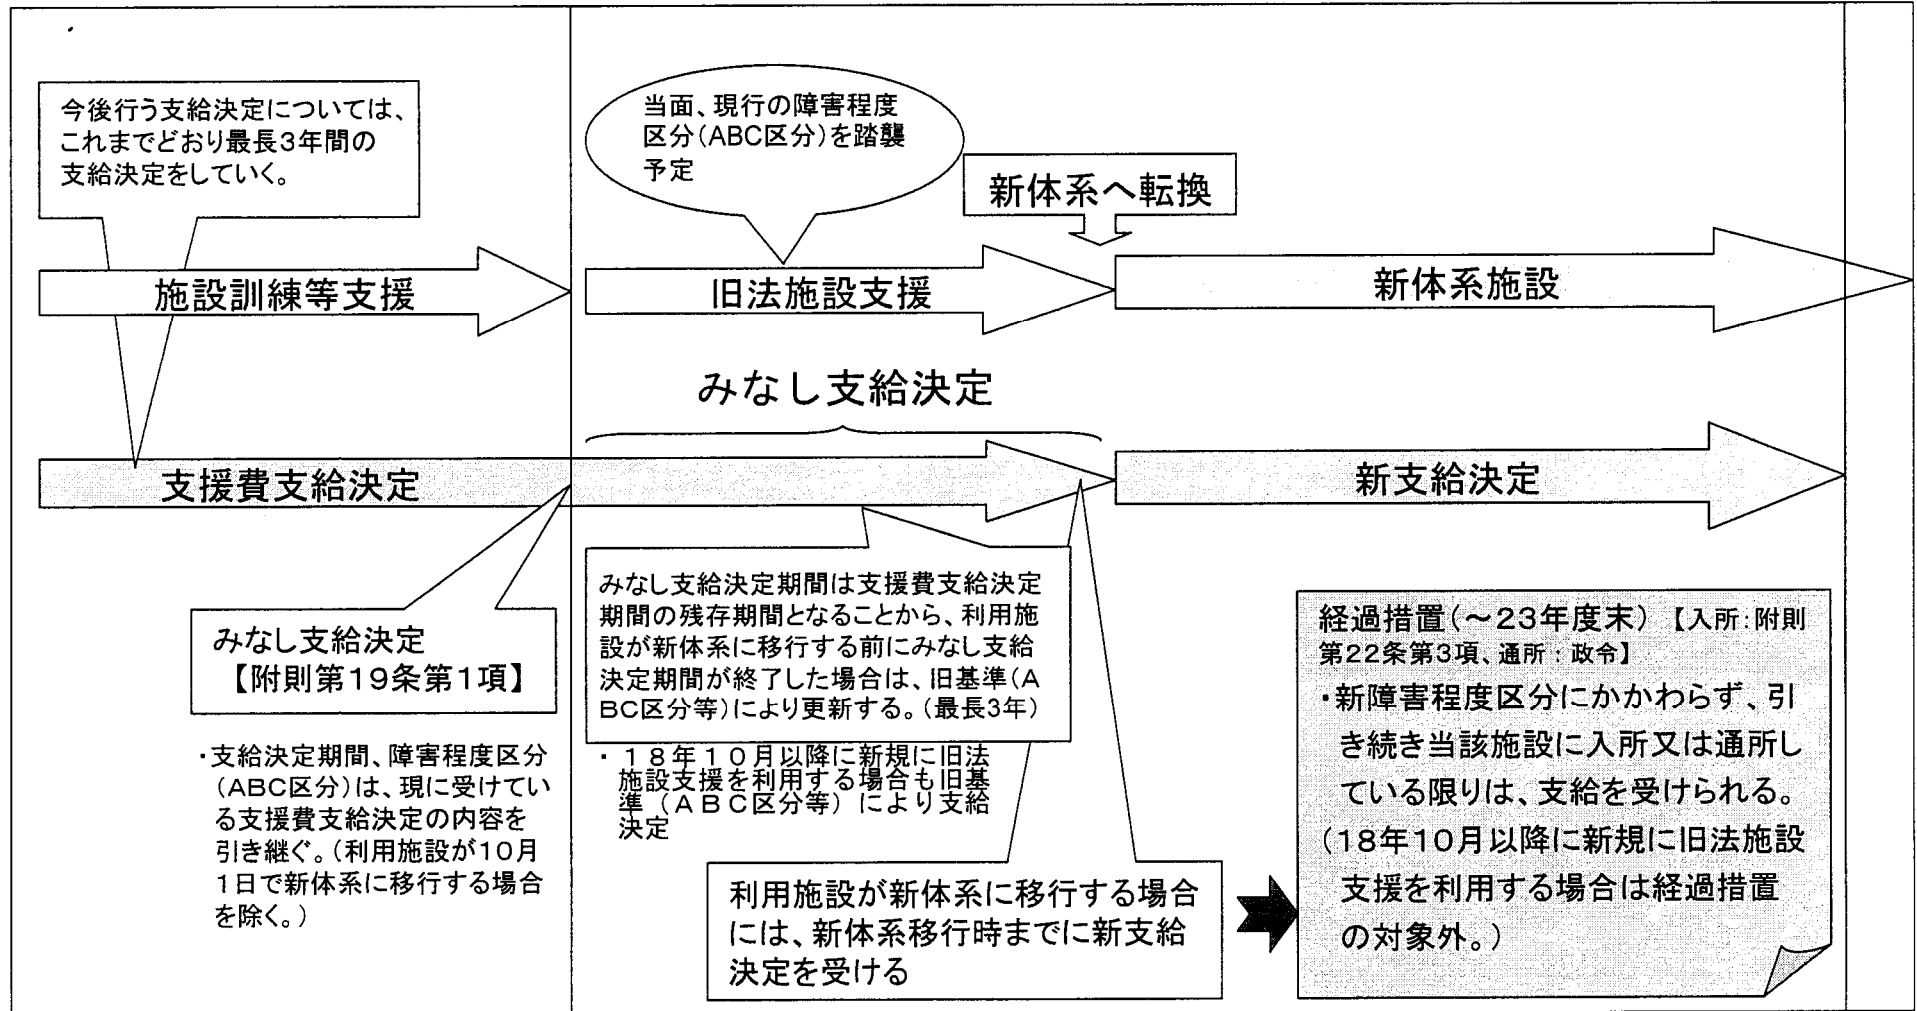 今後行う支給決定については、
これまでどおり最長3年間の
支給決定をしていく。
当面、現行の障害程度
区分(ABC区分)を踏襲
予定
新体系へ転換
施設訓練等支援
旧法施設支援
新体系施設
みなし支給決定
支援費支給決定
新支給決定
みなし支給決定
【附則第19条第1項】
・支給決定期間、障害程度区分
(ABC区分)は、現に受けてい
る支援費支給決定の内容を
引き継ぐ。(利用施設が10月
1日で新体系に移行する場合
を除く。)
みなし支給決定期間は支援費支給決定
期間の残存期間となることから、利用施
設が新体系に移行する前にみなし支給
決定期間が終了した場合は、旧基準(A
BC区分等)により更新する。(最長3年)
・18年10月以降に新規に旧法
施設支援を利用する場合も旧基
準(ABC区分等)により支給
決定
利用施設が新体系に移行する場合
には、新体系移行時までに新支給
決定を受ける
経過措置(~23年度末)【入所:附則
第22条第3項、通所:政令】
・新障害程度区分にかかわらず、引
き続き当該施設に入所又は通所し
ている限りは、支給を受けられる。
(18年10月以降に新規に旧法施設
支援を利用する場合は経過措置
の対象外。)